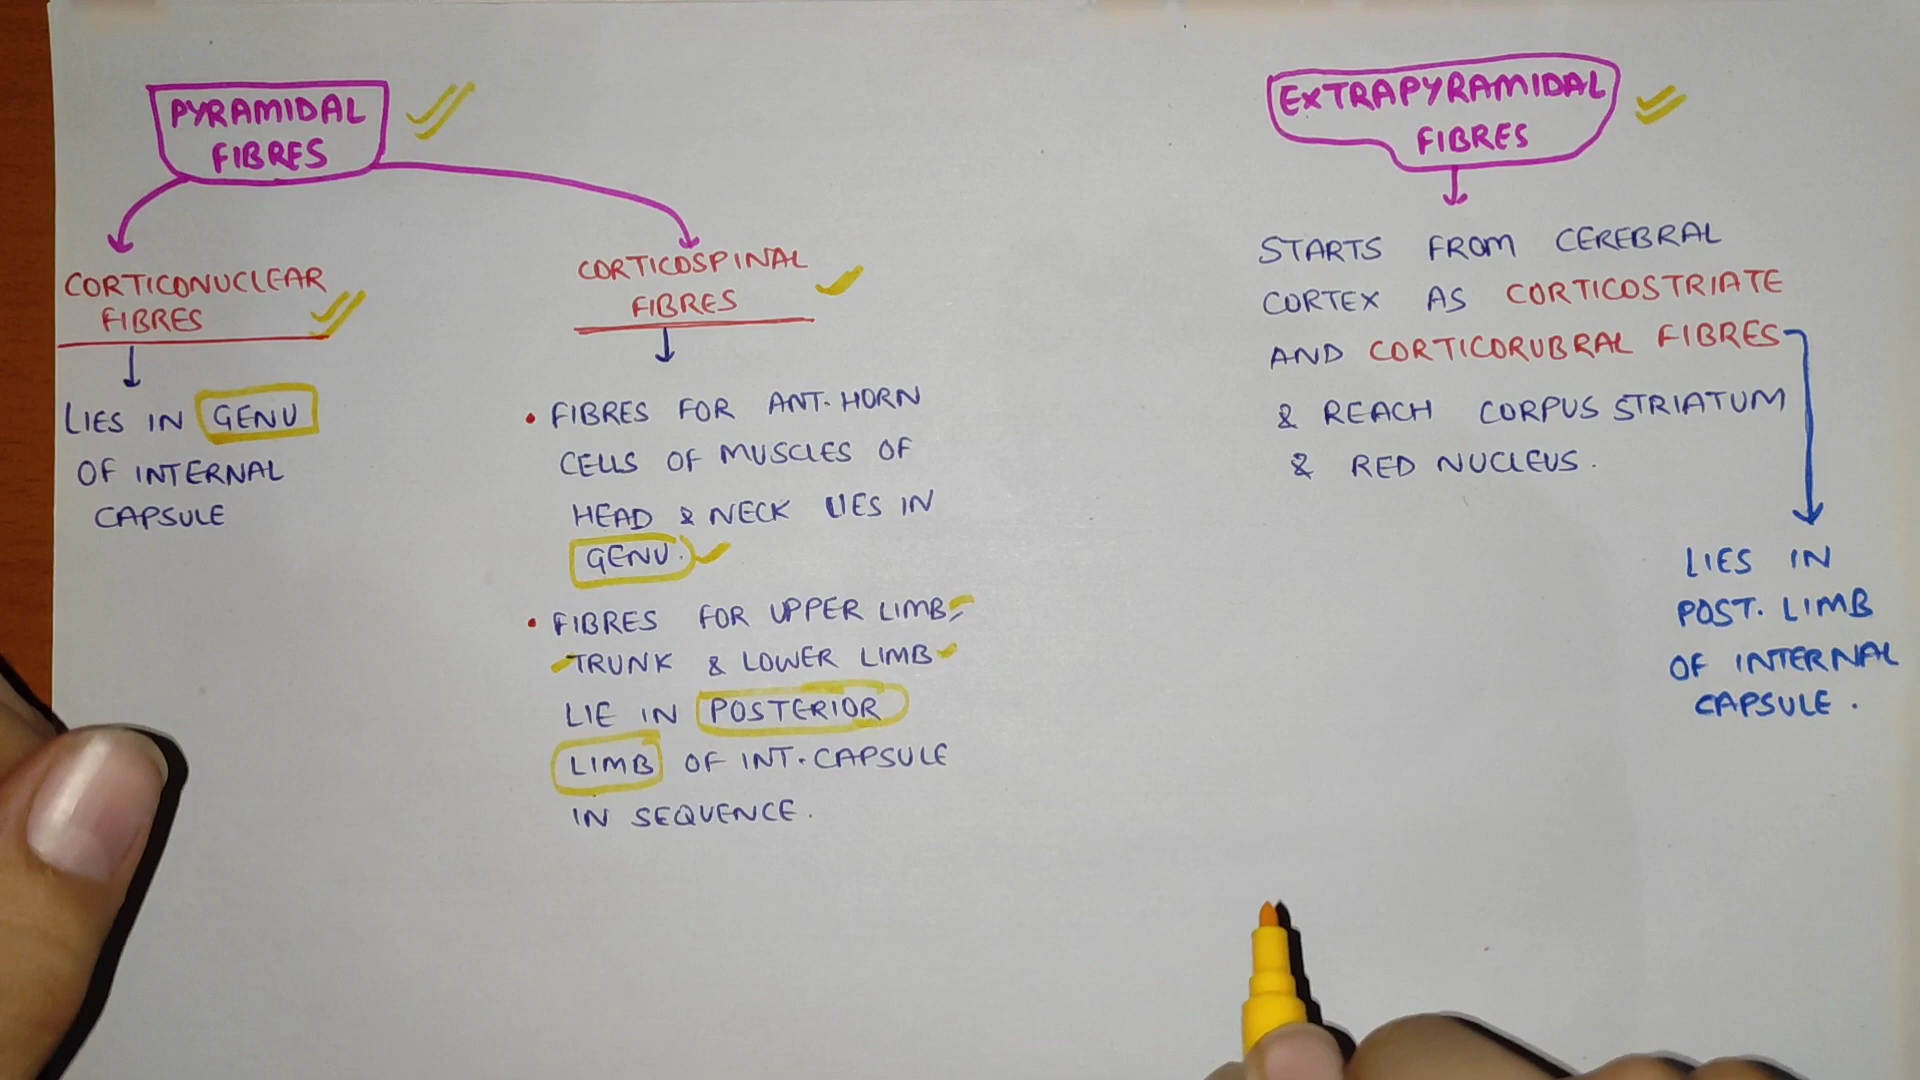 PYRAMIDAL
FIBRES
CORTICONUCLEAR
FIBRES
LIES IN GENU
OF INTERNAL
CAPSULE
CORTICOSPINAL
FIBRES
• FIBRES FOR ANT. HORN
CELLS OF MUSCLES OF
HEAD & NECK LIES IN
GENU.
• FIBRES FOR UPPER LIMB,
TRUNK & LOWER LIMB
LIE IN POSTERIOR
LIMB OF INT. CAPSULE
IN SEQUENCE.
EXTRAPYRAMIDAL
FIBRES
STARTS FROM CEREBRAL
CORTEX AS CORTICOSTRIATE
AND CORTICORUBRAL FIBRES
& REACH CORPUS STRIATUM
& RED NUCLEUS.
LIES IN
POST. LIMB
OF INTERNAL
CAPSULE.